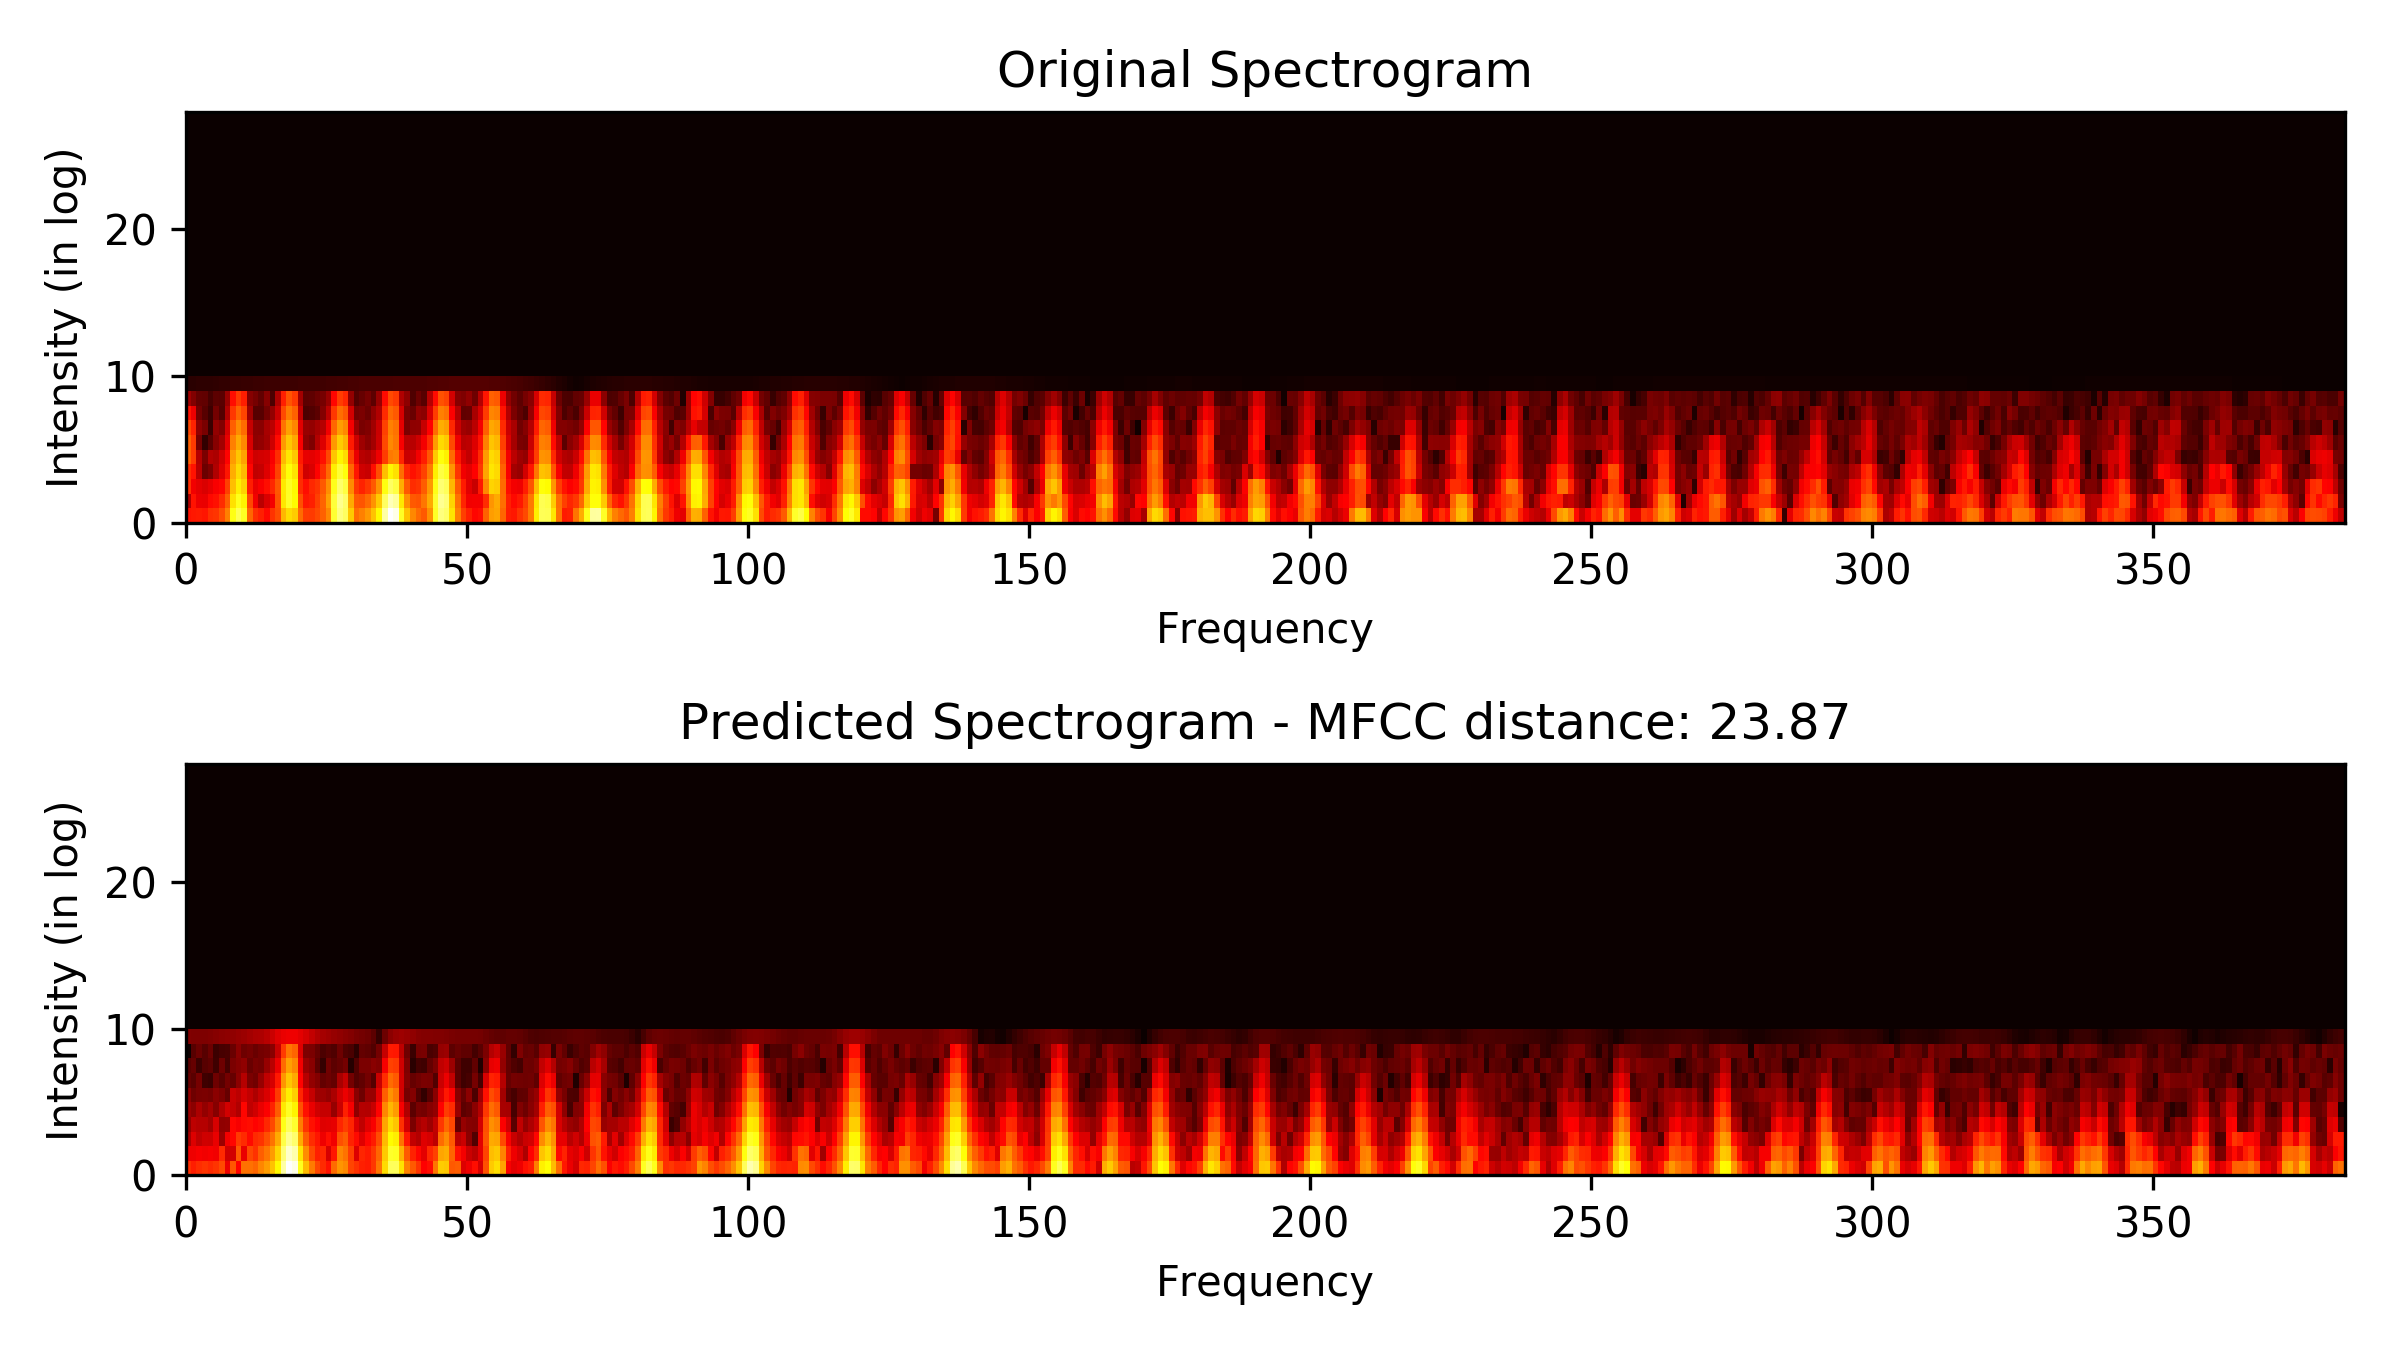 Original Spectrogram
Intensity (in log)
20
10
0
0 50 100 150 200 250 300 350
Frequency
Predicted Spectrogram - MFCC distance: 23.87
Intensity (in log)
20
10
0
0 50 100 150 200 250 300 350
Frequency